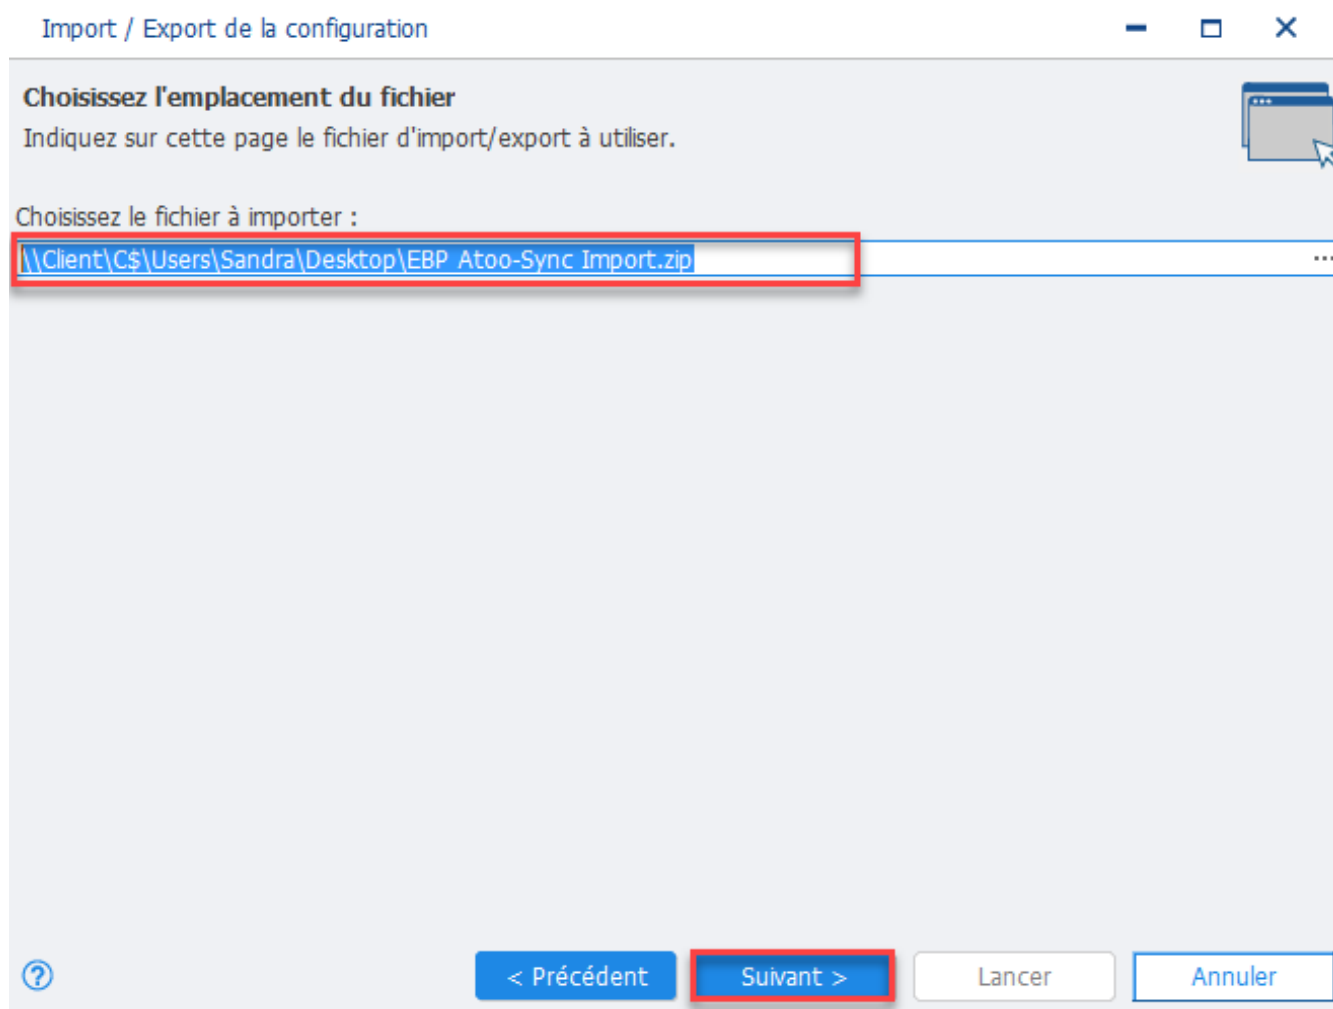 Import / Export de la configuration
Choisissez l'emplacement du fichier
Indiquez sur cette page le fichier d'import/export à utiliser.
Choisissez le fichier à importer :
\\Client\C$\Users\Sandra\Desktop\EBP Atoo-Sync Import.zip
...
?
< Précédent
Suivant >
Lancer
Annuler